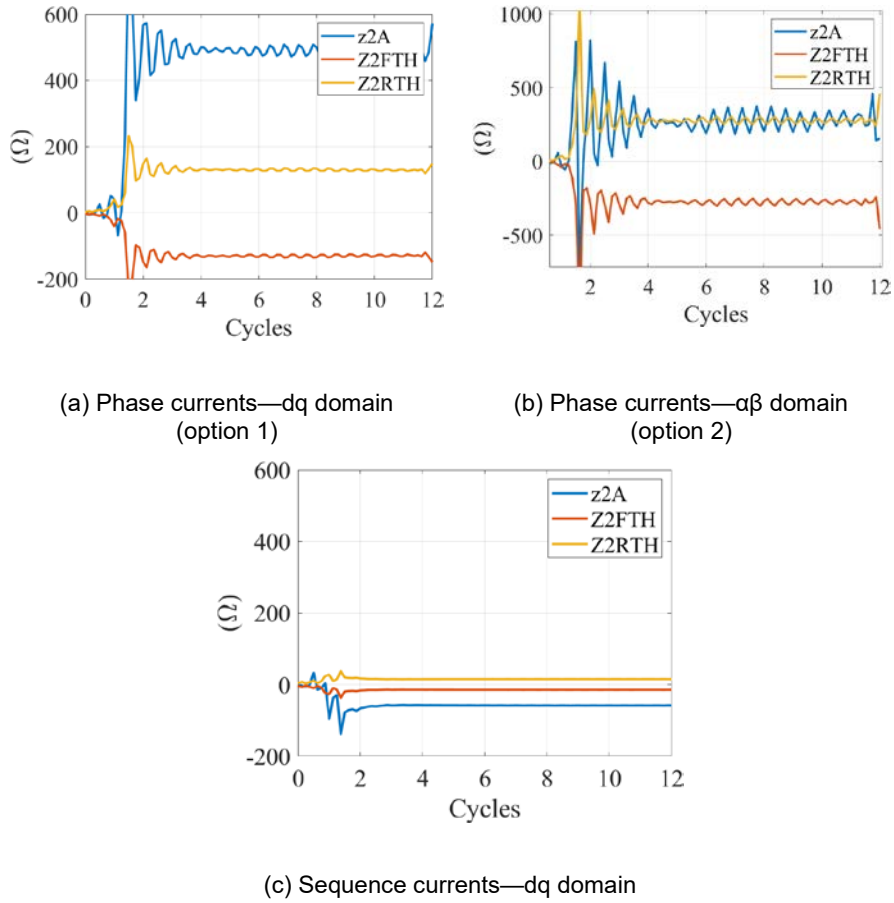 600
400
200
0
-200
(Ω)
z2A
Z2FTH
Z2RTH
0 2 4 6 8 10 12
Cycles
(a) Phase currents—dq domain
(option 1)
1000
500
0
-500
(Ω)
z2A
Z2FTH
Z2RTH
2 4 6 8 10 12
Cycles
(b) Phase currents—αβ domain
(option 2)
600
400
200
0
-200
(Ω)
z2A
Z2FTH
Z2RTH
0 2 4 6 8 10 12
Cycles
(c) Sequence currents—dq domain